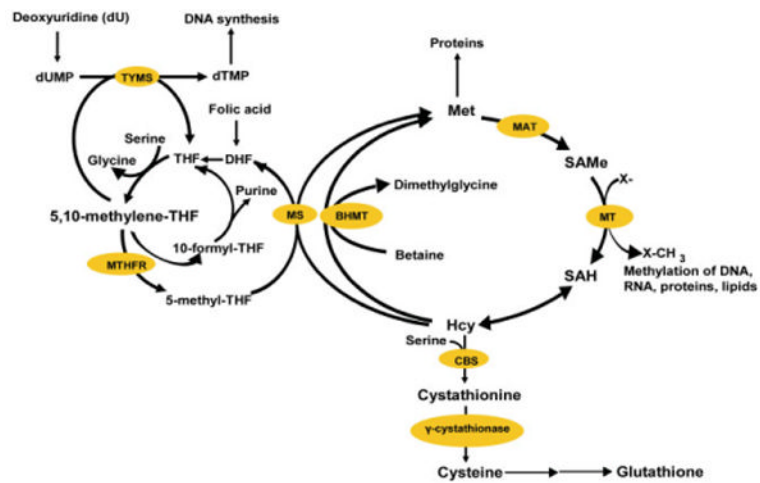 Deoxyuridine (dU)
DNA synthesis
dUMP
TYMS
dTMP
Folic acid
Serine
Glycine
THF
DHF
Purine
5,10-methylene-THF
10-formyl-THF
MTHFR
5-methyl-THF
MS
BHMT
Dimethylglycine
Betaine
Proteins
Met
MAT
SAMe
X-
MT
X-CH3
Methylation of DNA,
RNA, proteins, lipids
SAH
Hcy
Serine
CBS
Cystathionine
γ-cystathionase
Cysteine
Glutathione